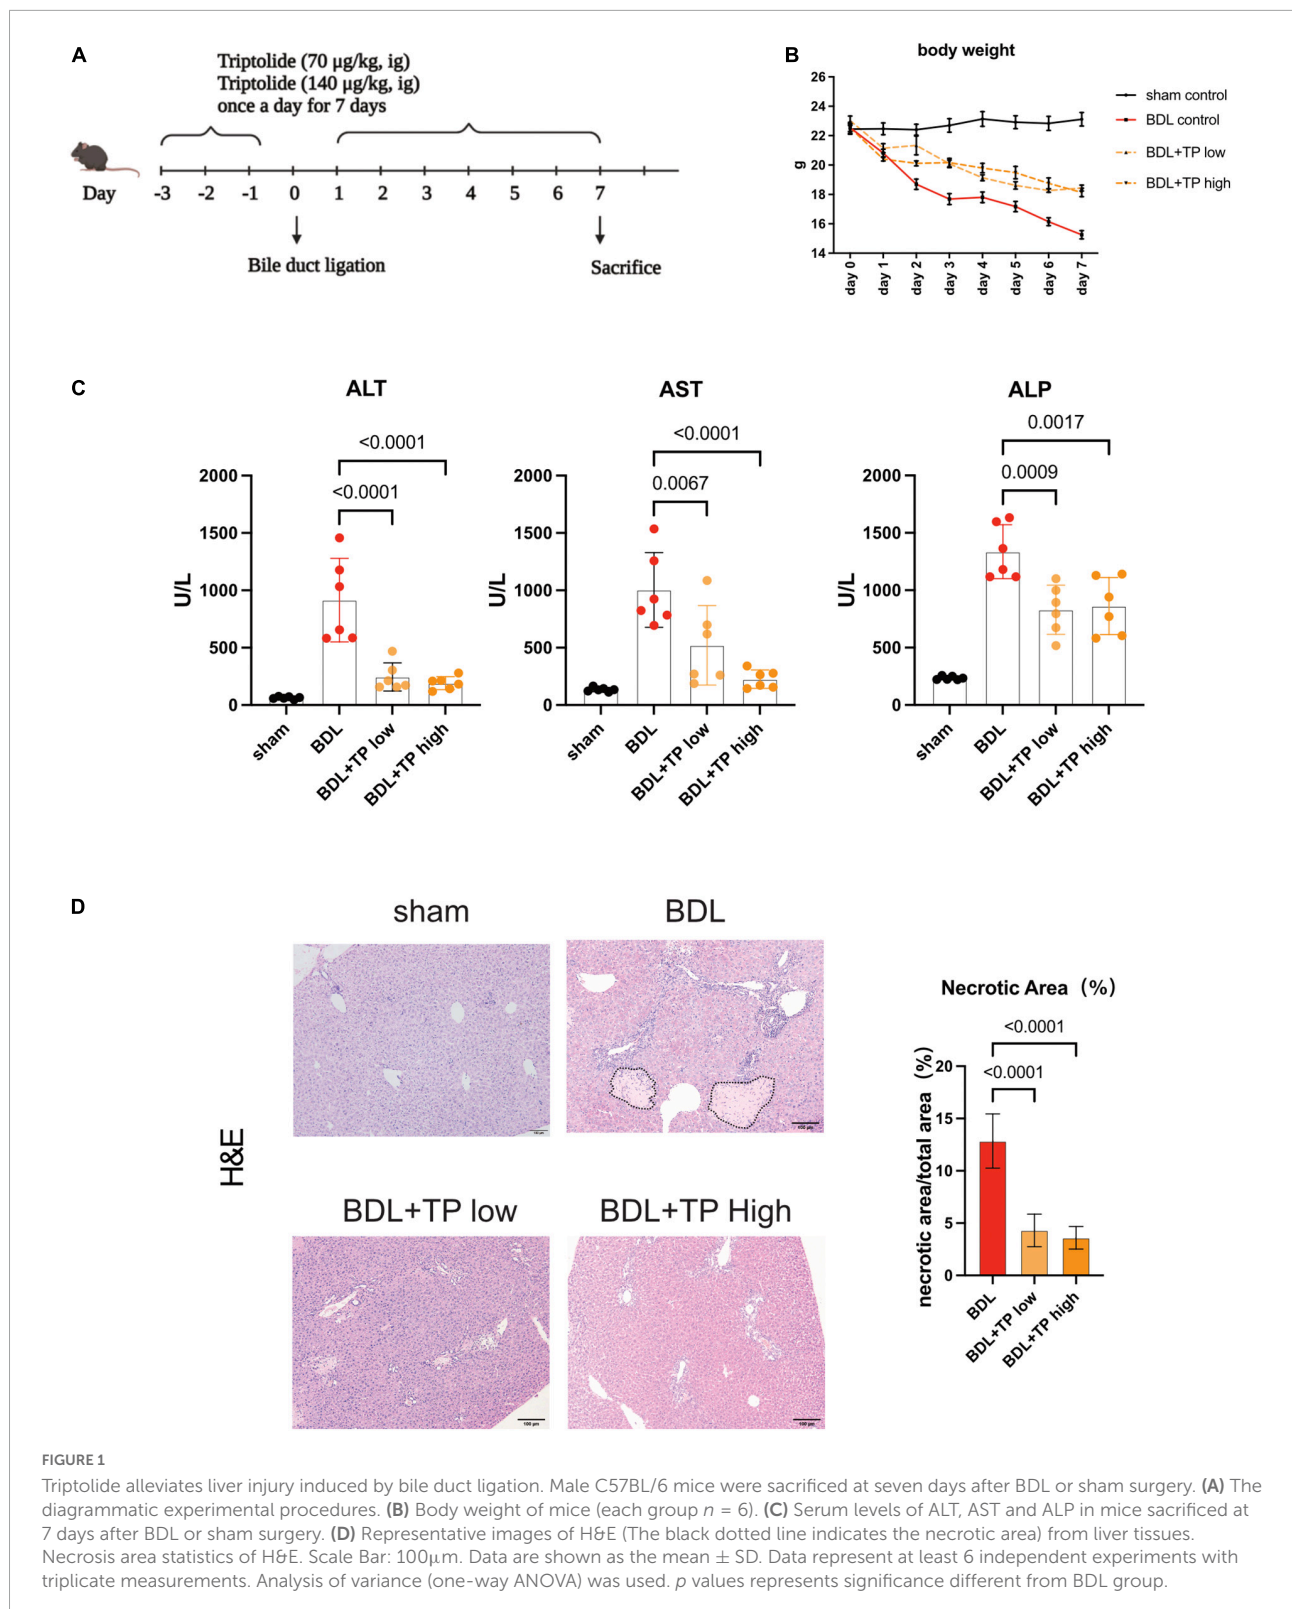 A
Triptolide (70 μg/kg, ig)
Triptolide (140 μg/kg, ig)
once a day for 7 days
Day
-3 -2 -1 0 1 2 3 4 5 6 7
Bile duct ligation
Sacrifice
B
body weight
26
24
22
20
18
16
14
g
day 0
day 1
day 2
day 3
day 4
day 5
day 6
day 7
sham control
BDL control
BDL+TP low
BDL+TP high
C
ALT
<0.0001
<0.0001
2000
1500
1000
500
0
U/L
sham
BDL
BDL+TP low
BDL+TP high
AST
<0.0001
0.0067
2000
1500
1000
500
0
U/L
sham
BDL
BDL+TP low
BDL+TP high
ALP
0.0017
0.0009
2000
1500
1000
500
0
U/L
sham
BDL
BDL+TP low
BDL+TP high
D
H&E
sham
100 μm
BDL
100 μm
BDL+TP low
100 μm
BDL+TP High
100 μm
Necrotic Area (%)
<0.0001
<0.0001
20
15
10
5
0
necrotic area/total area (%)
BDL
BDL+TP low
BDL+TP high
FIGURE 1
Triptolide alleviates liver injury induced by bile duct ligation. Male C57BL/6 mice were sacrificed at seven days after BDL or sham surgery. (A) The
diagrammatic experimental procedures. (B) Body weight of mice (each group n = 6). (C) Serum levels of ALT, AST and ALP in mice sacrificed at
7 days after BDL or sham surgery. (D) Representative images of H&E (The black dotted line indicates the necrotic area) from liver tissues.
Necrosis area statistics of H&E. Scale Bar: 100μm. Data are shown as the mean ± SD. Data represent at least 6 independent experiments with
triplicate measurements. Analysis of variance (one-way ANOVA) was used. p values represents significance different from BDL group.